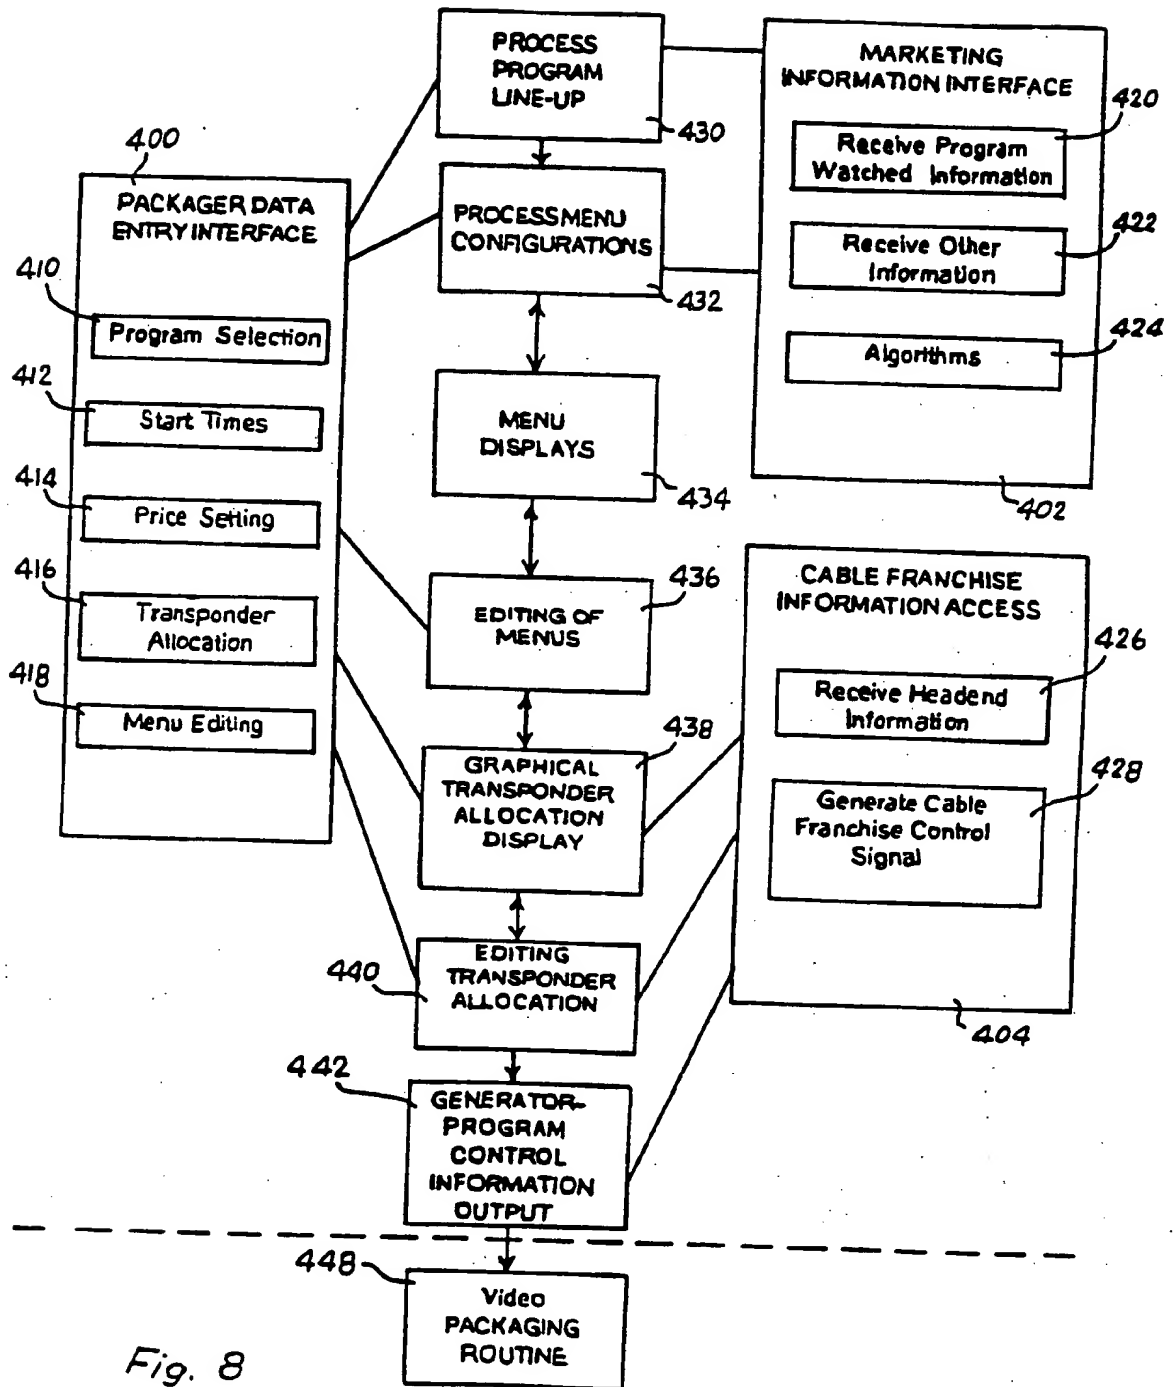 PROCESS
PROGRAM
LINE-UP
430
400
PACKAGER DATA
ENTRY INTERFACE
410
Program Selection
412
Start Times
414
Price Setting
416
Transponder
Allocation
418
Menu Editing
PROCESS MENU
CONFIGURATIONS
432
MENU
DISPLAYS
434
EDITING OF
MENUS
436
GRAPHICAL
TRANSPONDER
ALLOCATION
DISPLAY
438
EDITING
TRANSPONDER
ALLOCATION
440
442
GENERATOR-
PROGRAM
CONTROL
INFORMATION
OUTPUT
448
Video
PACKAGING
ROUTINE
MARKETING
INFORMATION INTERFACE
420
Receive Program
Watched Information
422
Receive Other
Information
424
Algorithms
402
CABLE FRANCHISE
INFORMATION ACCESS
426
Receive Headend
Information
428
Generate Cable
Franchise Control
Signal
404
Fig. 8